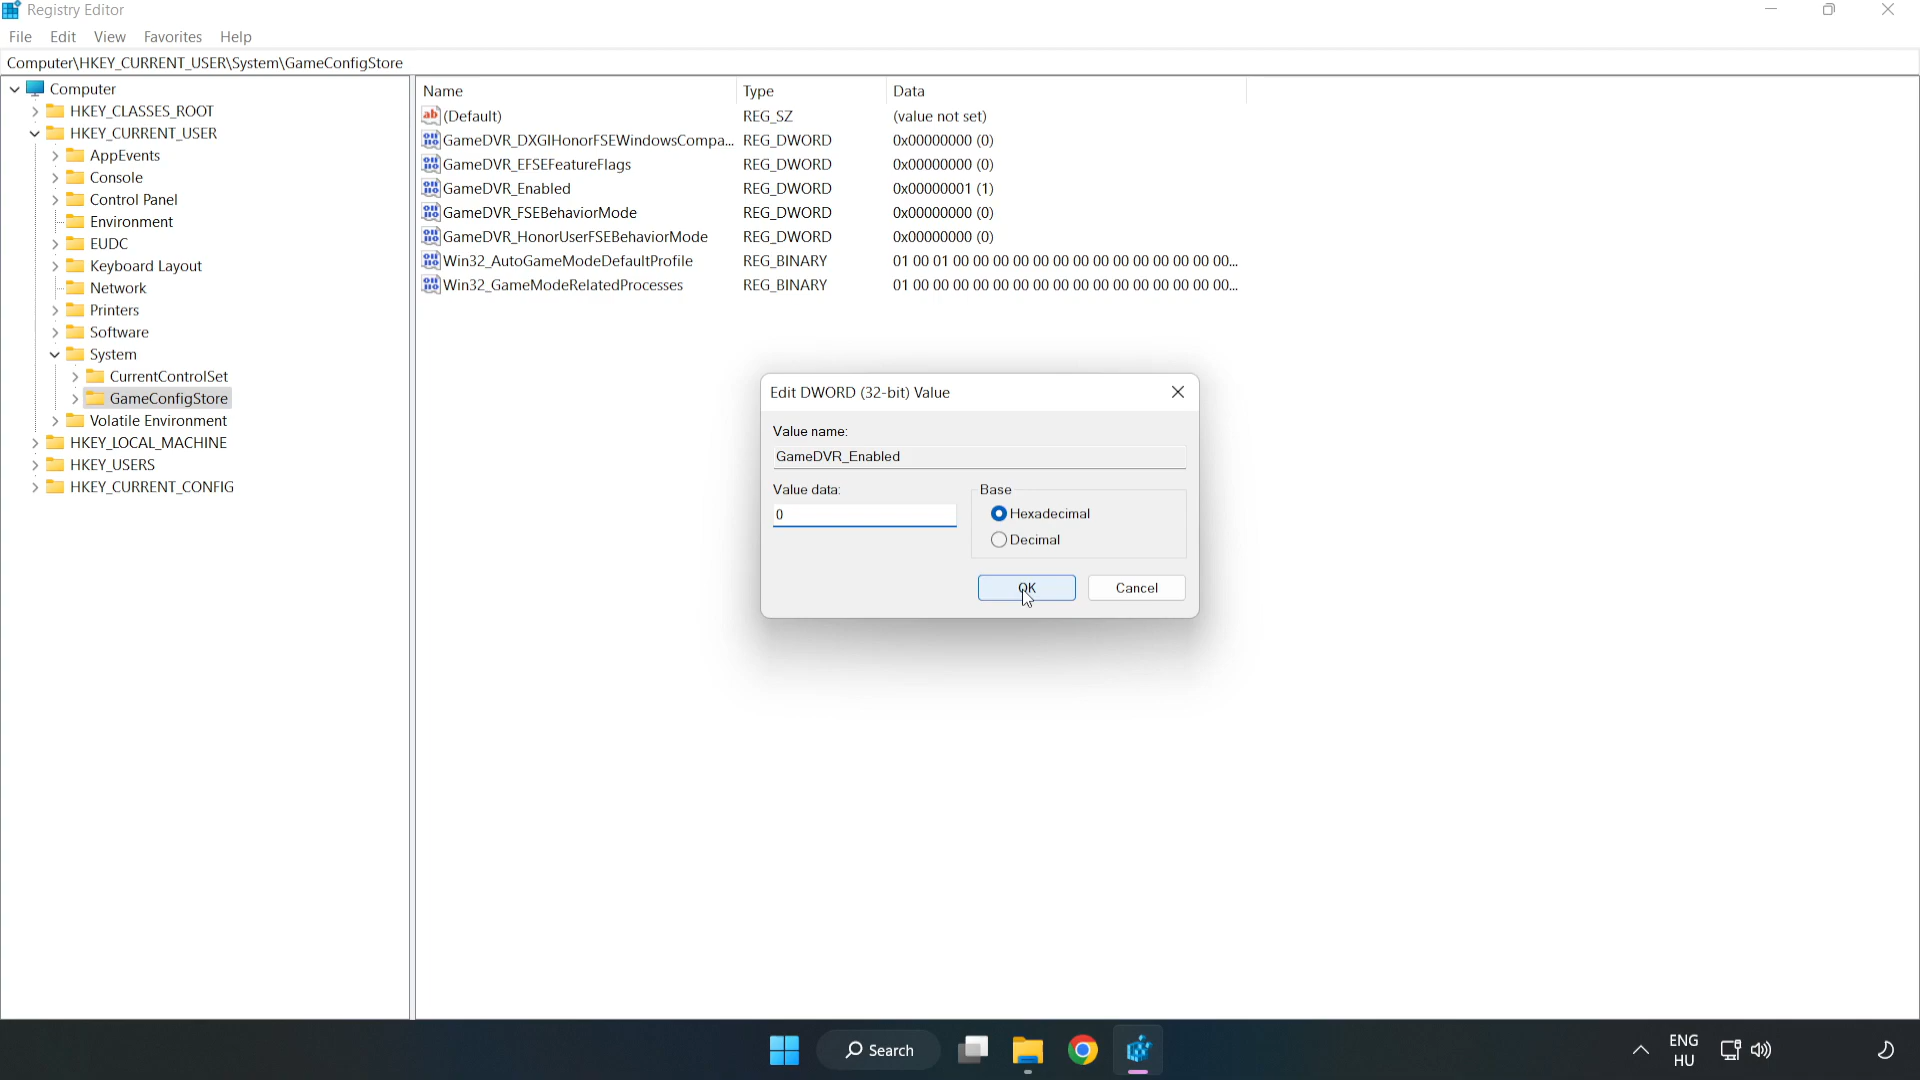 Registry Editor
File Edit View Favorites Help
Computer\HKEY_CURRENT_USER\System\GameConfigStore
Computer
HKEY_CLASSES_ROOT
HKEY_CURRENT_USER
AppEvents
Console
Control Panel
Environment
EUDC
Keyboard Layout
Network
Printers
Software
System
CurrentControlSet
GameConfigStore
Volatile Environment
HKEY_LOCAL_MACHINE
HKEY_USERS
HKEY_CURRENT_CONFIG
Name Type Data
(Default) REG_SZ (value not set)
GameDVR_DXGIHonorFSEWindowsCompa... REG_DWORD 0x00000000 (0)
GameDVR_EFSEFeatureFlags REG_DWORD 0x00000000 (0)
GameDVR_Enabled REG_DWORD 0x00000001 (1)
GameDVR_FSEBehaviorMode REG_DWORD 0x00000000 (0)
GameDVR_HonorUserFSEBehaviorMode REG_DWORD 0x00000000 (0)
Win32_AutoGameModeDefaultProfile REG_BINARY 01 00 01 00 00 00 00 00 00 00 00 00 00 00 00 00 00...
Win32_GameModeRelatedProcesses REG_BINARY 01 00 00 00 00 00 00 00 00 00 00 00 00 00 00 00 00...
Edit DWORD (32-bit) Value
Value name:
GameDVR_Enabled
Value data: Base
0 Hexadecimal
Decimal
OK Cancel
Search
ENG
HU